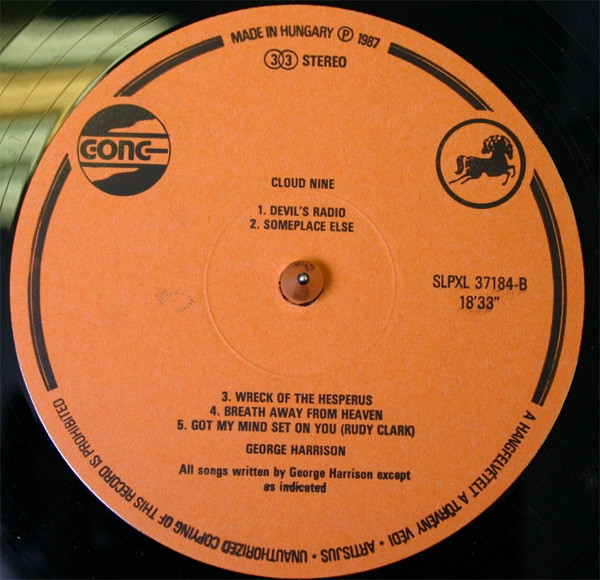 MADE IN HUNGARY Ⓟ 1987
33 STEREO
GONG
CLOUD NINE
1. DEVIL'S RADIO
2. SOMEPLACE ELSE
SLPXL 37184-B
18'33"
3. WRECK OF THE HESPERUS
4. BREATH AWAY FROM HEAVEN
5. GOT MY MIND SET ON YOU (RUDY CLARK)
GEORGE HARRISON
All songs written by George Harrison except
as indicated
A HANGFELVÉTELT A TÖRVÉNY VÉDI • ARTISJUS • UNAUTHORIZED COPYING OF THIS RECORD IS PROHIBITED